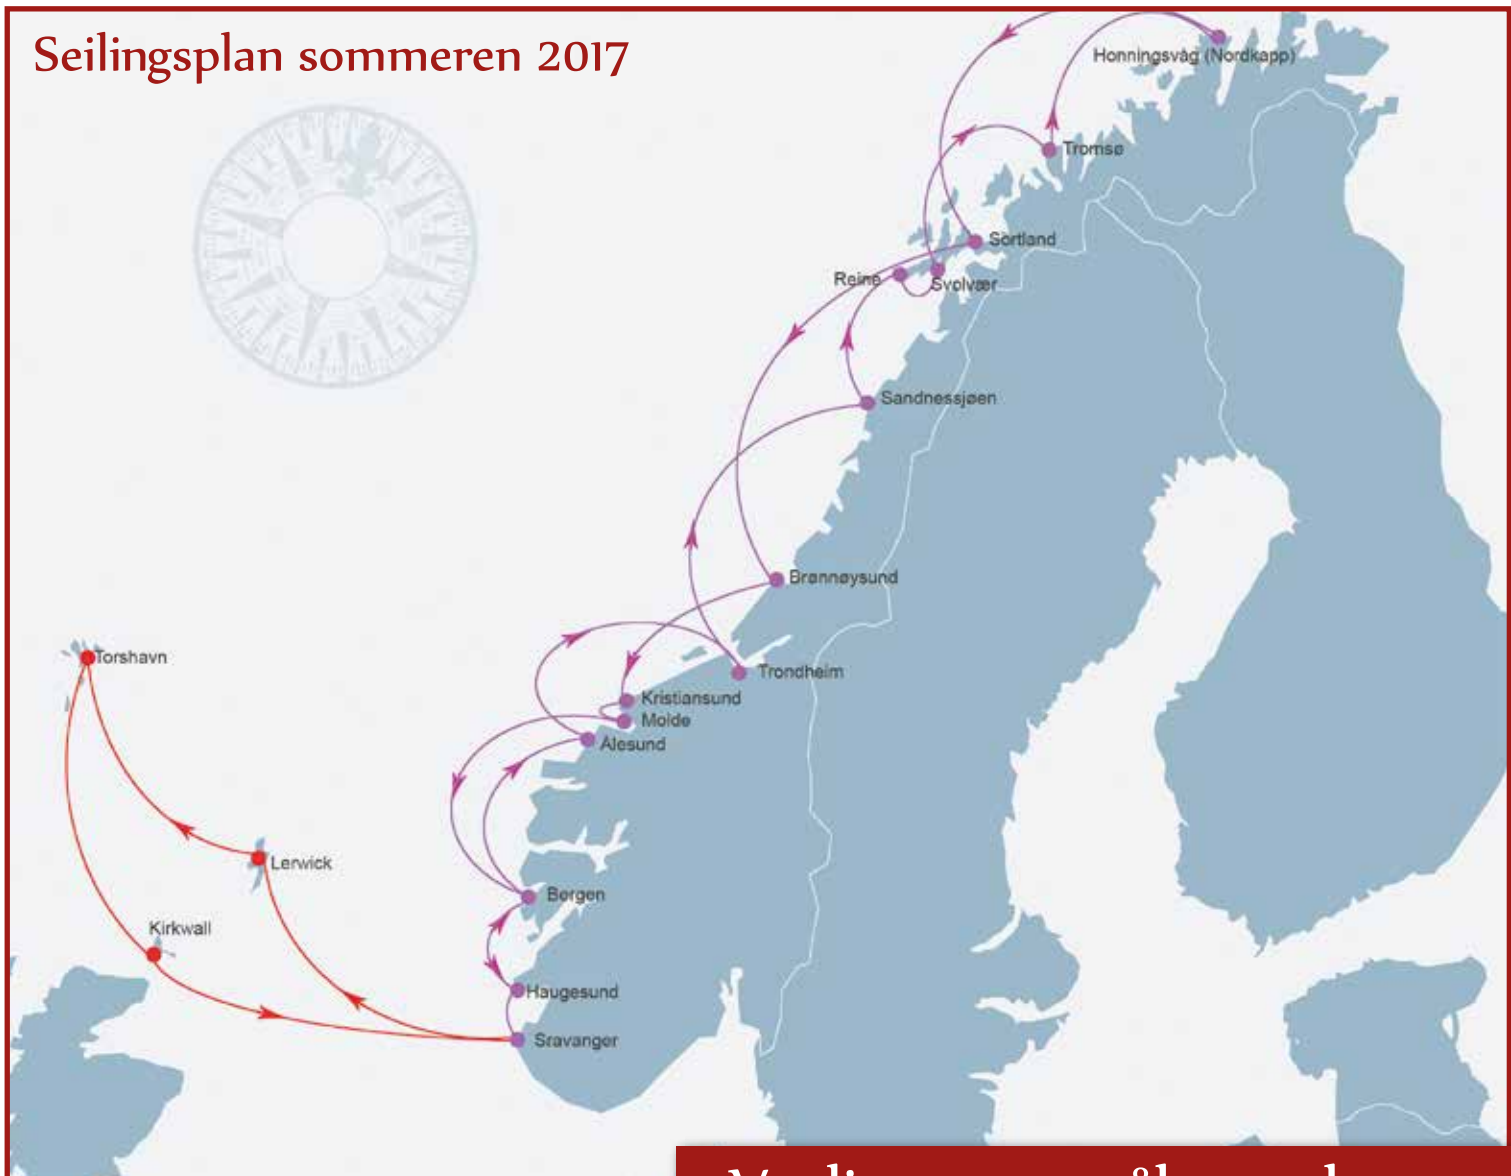 Seilingsplan sommeren 2017
Honningsvåg (Nordkapp)
Tromsø
Sortland
Reine
Svolvær
Sandnessjøen
Brønnøysund
Torshavn
Trondheim
Kristiansund
Molde
Ålesund
Lerwick
Bergen
Kirkwall
Haugesund
Sravanger